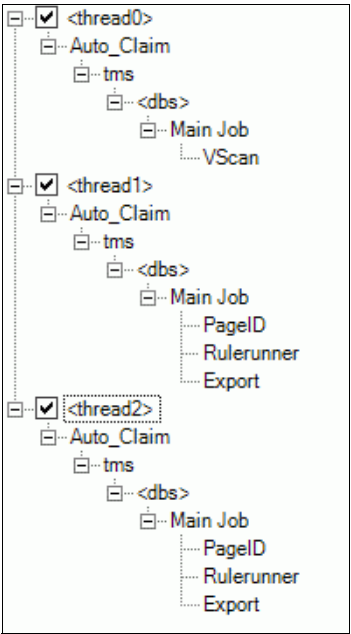 <thread0>
Auto_Claim
tms
<dbs>
Main Job
VScan
<thread1>
Auto_Claim
tms
<dbs>
Main Job
PageID
Rulerunner
Export
<thread2>
Auto_Claim
tms
<dbs>
Main Job
PageID
Rulerunner
Export